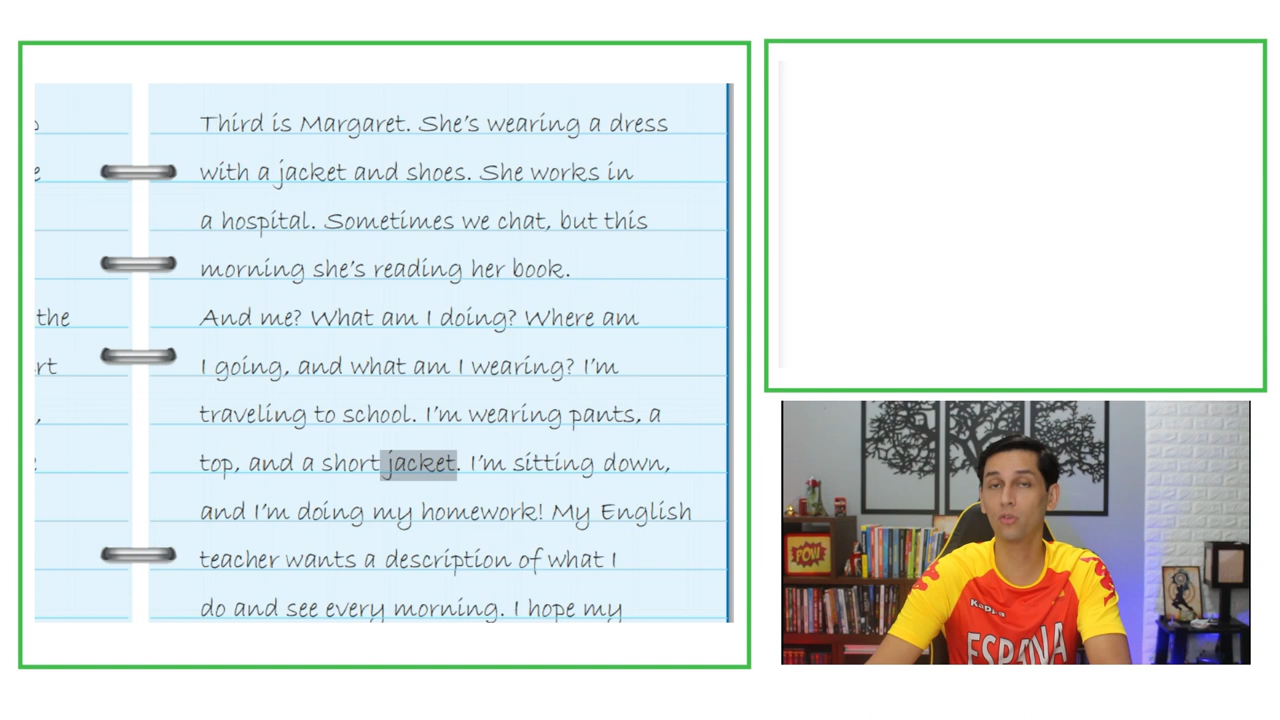 the
rt
Third is Margaret. She's wearing a dress
with a jacket and shoes. She works in
a hospital. Sometimes we chat, but this
morning she's reading her book.
And me? What am I doing? Where am
I going, and what am I wearing? I'm
traveling to school. I'm wearing pants, a
top, and a short jacket. I'm sitting down,
and I'm doing my homework! My English
teacher wants a description of what I
do and see every morning. I hope my
POW
Kappa
ESPAÑA